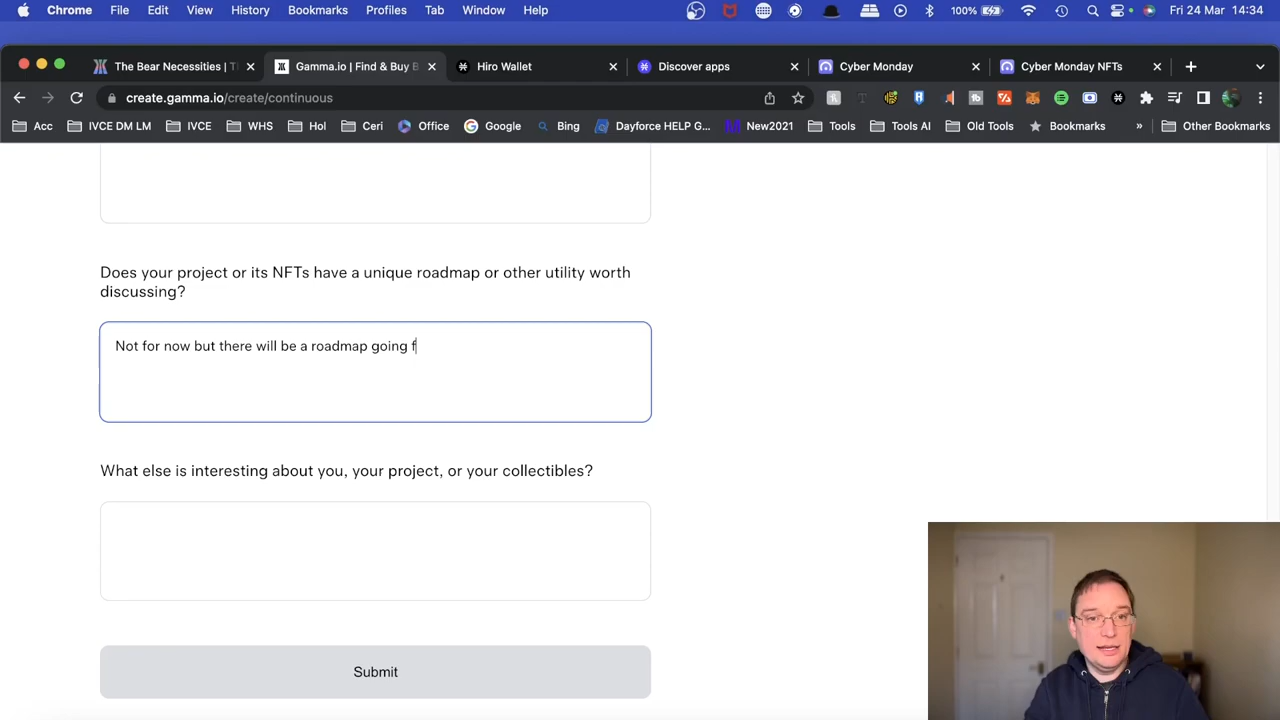 Chrome File Edit View History Bookmarks Profiles Tab Window Help 100% Fri 24 Mar 14:34
The Bear Necessities | T Gamma.io | Find & Buy B Hiro Wallet Discover apps Cyber Monday Cyber Monday NFTs
create.gamma.io/create/continuous
Acc IVCE DM LM IVCE WHS Hol Ceri Office Google Bing Dayforce HELP G... New2021 Tools Tools AI Old Tools Bookmarks » Other Bookmarks
Does your project or its NFTs have a unique roadmap or other utility worth
discussing?
Not for now but there will be a roadmap going f
What else is interesting about you, your project, or your collectibles?
Submit